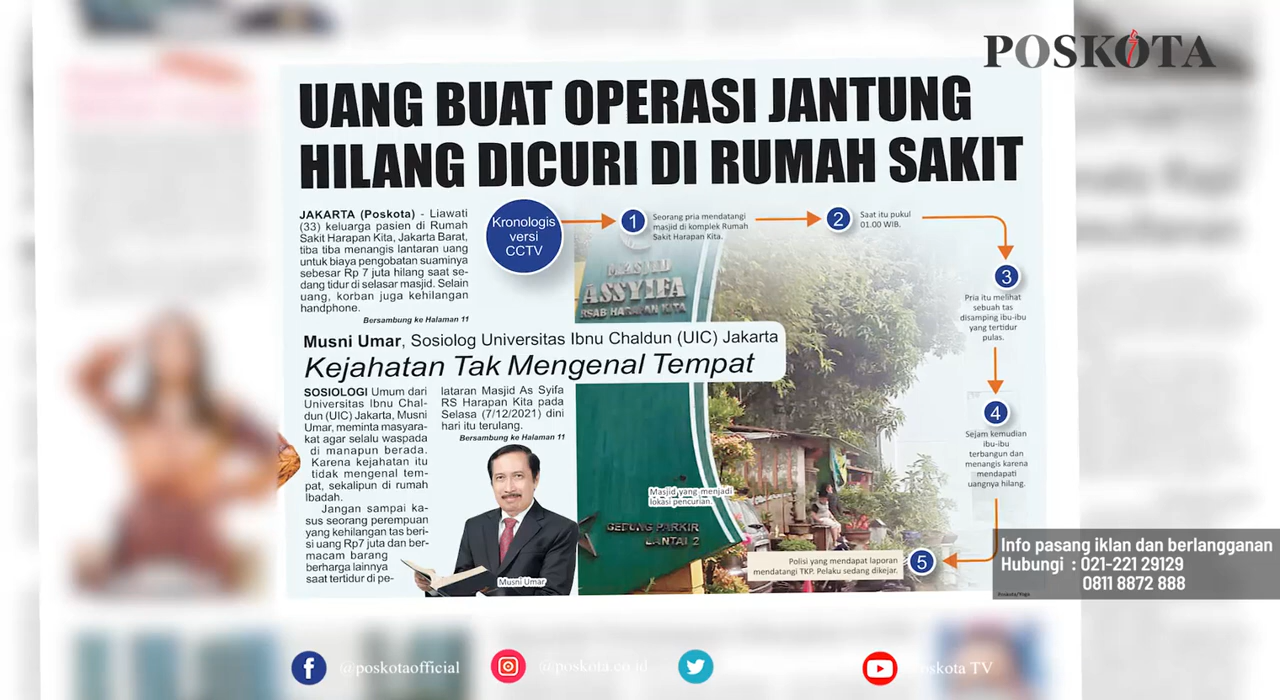 POSKOTA
UANG BUAT OPERASI JANTUNG
HILANG DICURI DI RUMAH SAKIT
JAKARTA (Poskota) - Liawati
(33) keluarga pasien di Rumah
Sakit Harapan Kita, Jakarta Barat,
tiba tiba menangis lantaran uang
untuk biaya pengobatan suaminya
sebesar Rp 7 juta hilang saat se-
dang tidur di selasar masjid. Selain
uang, korban juga kehilangan
handphone.
Bersambung ke Halaman 11
Kronologis
versi
CCTV
1
Seorang pria mendatangi
masjid di komplek Rumah
Sakit Harapan Kita.
2
Saat itu pukul
01.00 WIB.
3
Pria itu melihat
sebuah tas
disamping ibu-ibu
yang tertidur
pulas.
4
Sejam kemudian
ibu-ibu
terbangun dan
menangis karena
mendapati
uangnya hilang.
5
Polisi yang mendapat laporan
mendatangi TKP. Pelaku sedang dikejar.
MASJID
ASSYIFA
RSAB HARAPAN KITA
Musni Umar, Sosiolog Universitas Ibnu Chaldun (UIC) Jakarta
Kejahatan Tak Mengenal Tempat
SOSIOLOGI Umum dari
Universitas Ibnu Chal-
dun (UIC) Jakarta, Musni
Umar, meminta masyara-
kat agar selalu waspada
di manapun berada.
Karena kejahatan itu
tidak mengenal tem-
pat, sekalipun di rumah
Ibadah.
Jangan sampai ka-
sus seorang perempuan
yang kehilangan tas beri-
si uang Rp7 juta dan ber-
macam barang
berharga lainnya
saat tertidur di pe-
lataran Masjid As Syifa
RS Harapan Kita pada
Selasa (7/12/2021) dini
hari itu terulang.
Bersambung ke Halaman 11
Musni Umar
Masjid yang menjadi
lokasi pencurian.
GEDUNG PARKIR
LANTAI 2
Poskota/Yoga
Info pasang iklan dan berlangganan
Hubungi : 021-221 29129
0811 8872 888
@poskotaofficial
@poskota.co.id
Poskota TV